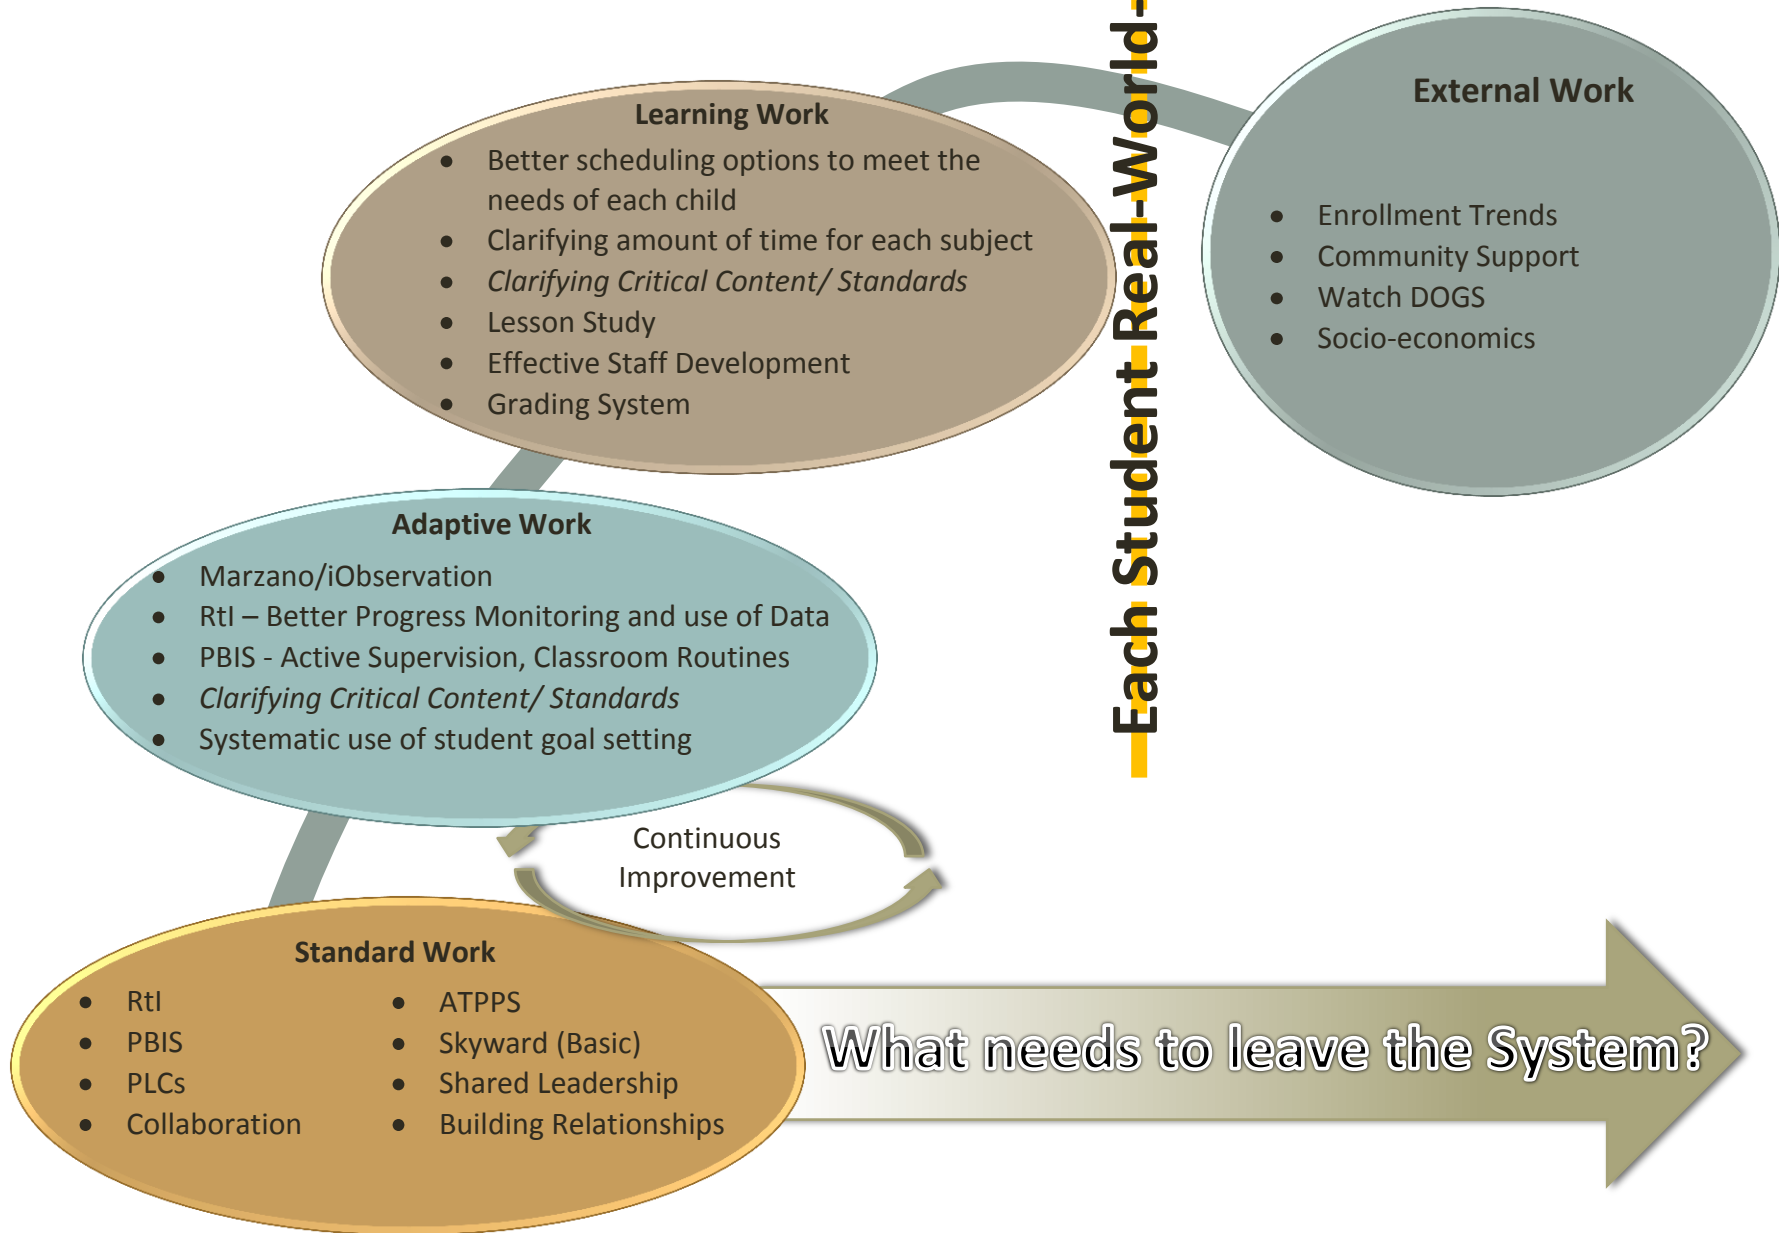 Learning Work
• Better scheduling options to meet the
needs of each child
• Clarifying amount of time for each subject
• Clarifying Critical Content/ Standards
• Lesson Study
• Effective Staff Development
• Grading System
Each Student Real-World-
External Work
• Enrollment Trends
• Community Support
• Watch DOGS
• Socio-economics
Adaptive Work
• Marzano/iObservation
• RtI – Better Progress Monitoring and use of Data
• PBIS - Active Supervision, Classroom Routines
• Clarifying Critical Content/ Standards
• Systematic use of student goal setting
Continuous
Improvement
Standard Work
• RtI
• PBIS
• PLCs
• Collaboration
• ATPPS
• Skyward (Basic)
• Shared Leadership
• Building Relationships
What needs to leave the System?